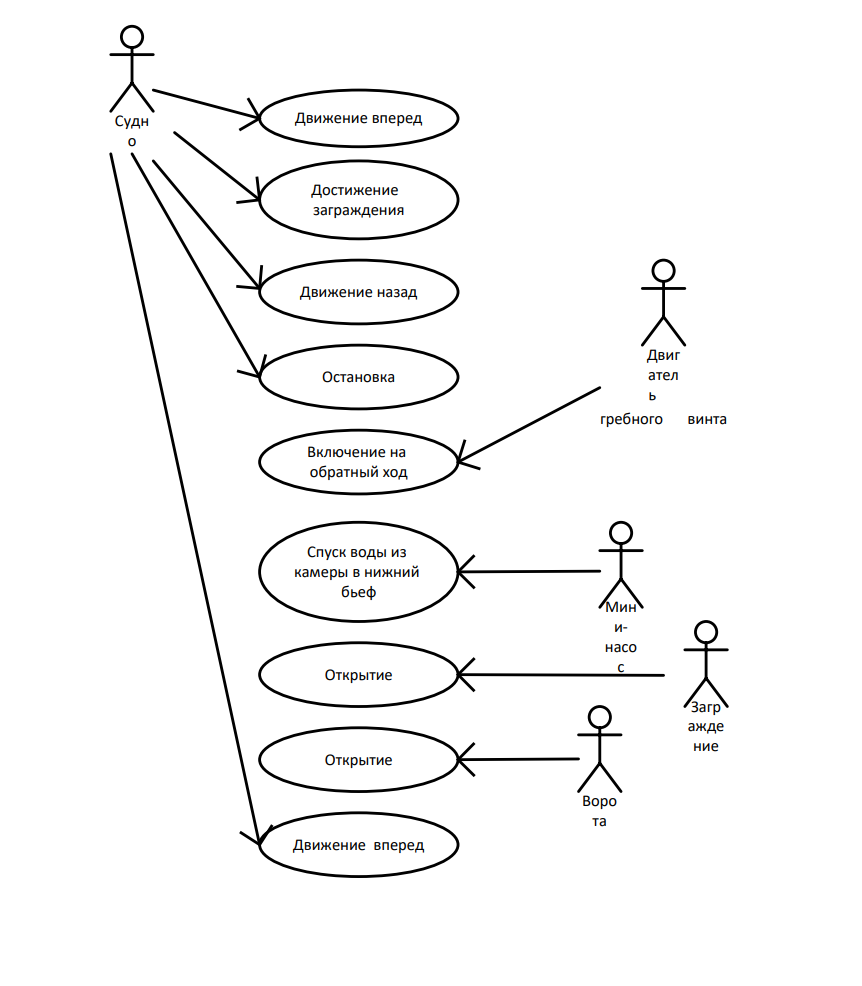 Судн
о
Движение вперед
Достижение
заграждения
Движение назад
Остановка
Двиг
ател
ь
гребного винта
Включение на
обратный ход
Спуск воды из
камеры в нижний
бьеф
Мин
и-
насо
с
Открытие
Загр
ажде
ние
Открытие
Воро
та
Движение вперед